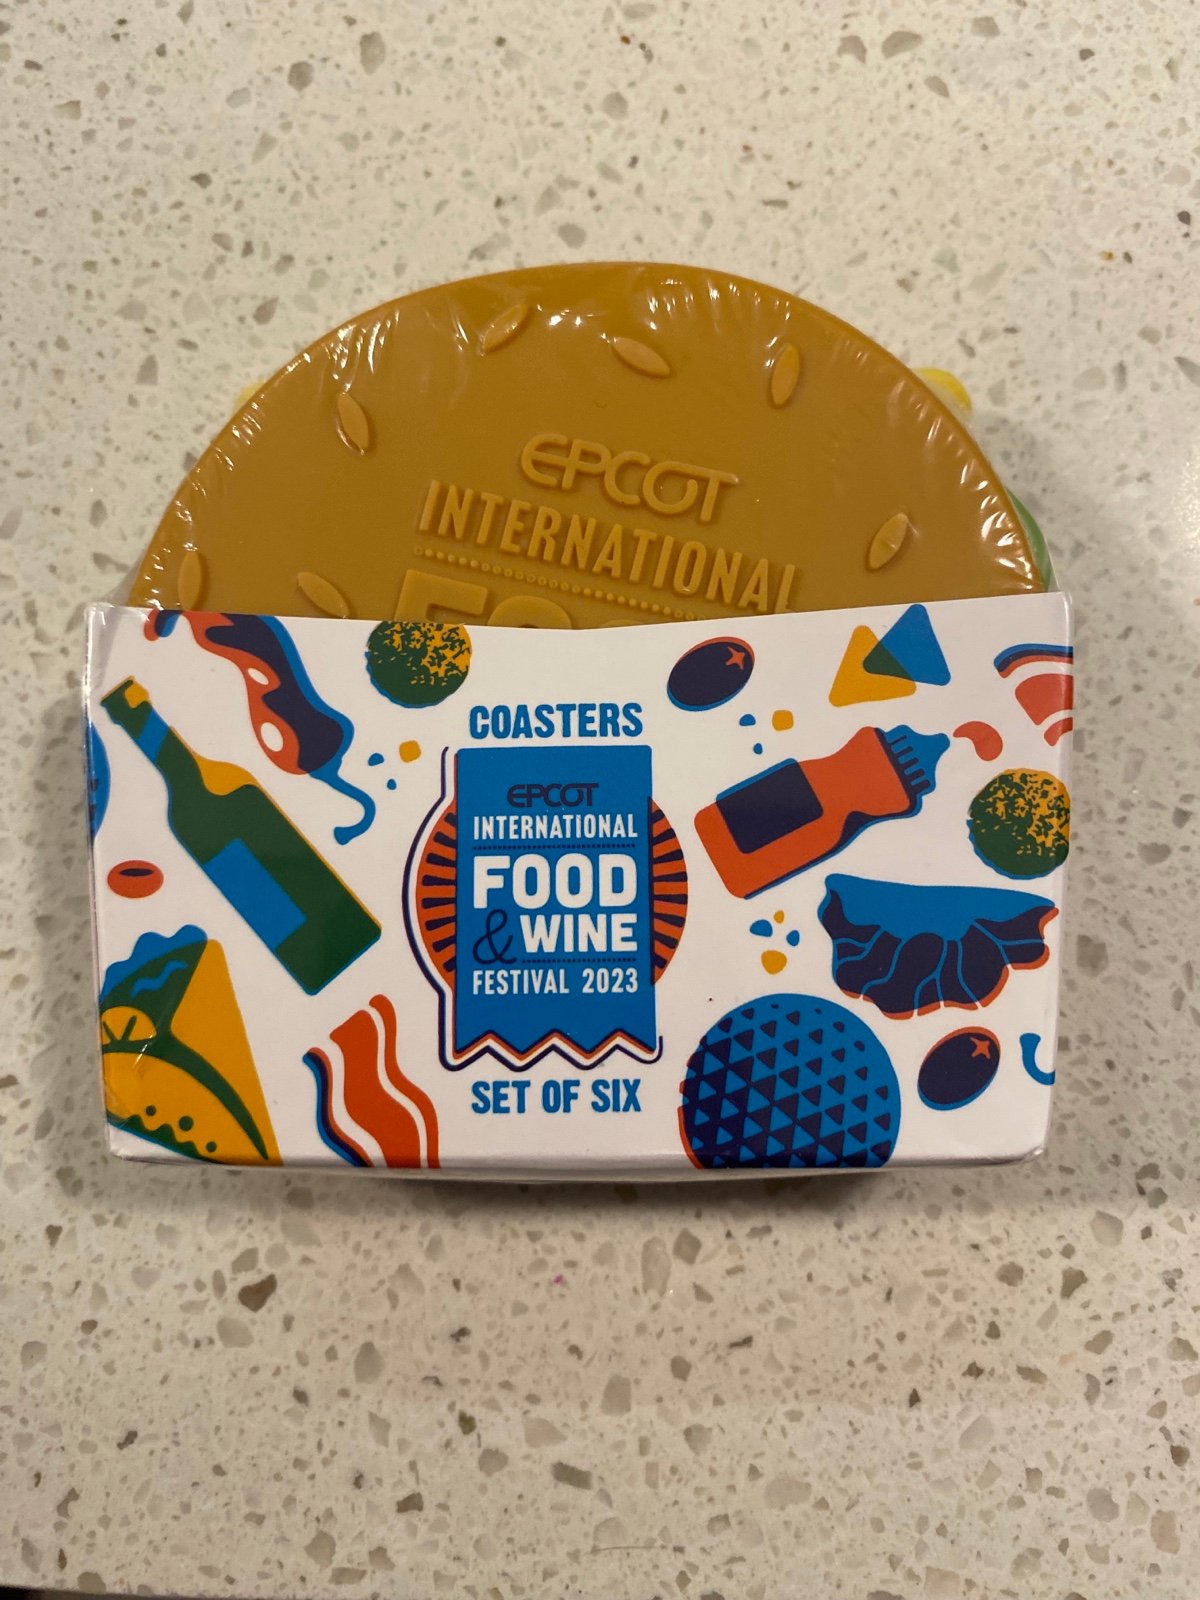 EPCOT
INTERNATIONAL
COASTERS
EPCOT
INTERNATIONAL
FOOD
& WINE
FESTIVAL 2023
SET OF SIX